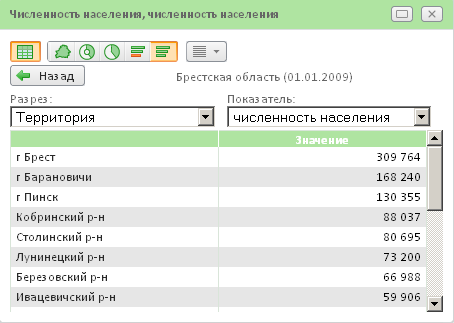 Численность населения, численность населения
Назад
Брестская область (01.01.2009)
Разрез: Показатель:
Территория численность населения
Значение
г Брест 309 764
г Барановичи 168 240
г Пинск 130 355
Кобринский р-н 88 037
Столинский р-н 80 695
Лунинецкий р-н 73 200
Березовский р-н 66 988
Ивацевичский р-н 59 906